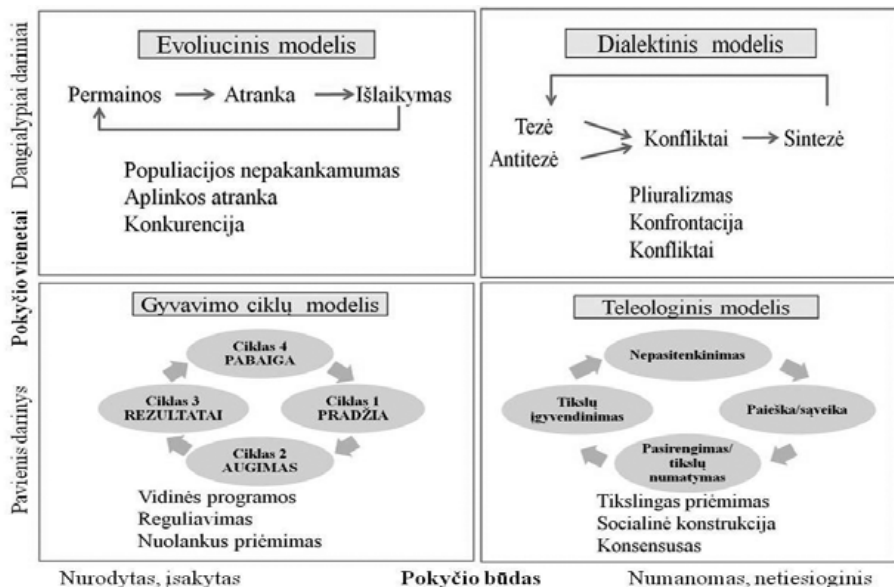 Daugialypiai dariniai
Pokyčio vienetai
Pavienis darinys
Evoliucinis modelis
Permainos
Atranka
Išlaikymas
Populiacijos nepakankamumas
Aplinkos atranka
Konkurencija
Dialektinis modelis
Tezė
Antitezė
Konfliktai
Sintezė
Pliuralizmas
Konfrontacija
Konfliktai
Gyvavimo ciklų modelis
Ciklas 4
PABAIGA
Ciklas 3
REZULTATAI
Ciklas 1
PRADŽIA
Ciklas 2
AUGIMAS
Vidinės programos
Reguliavimas
Nuolankus priėmimas
Teleologinis modelis
Nepasitenkinimas
Tikslų
įgyvendinimas
Paieška/sąveika
Pasirengimas/
tikslų
numatymas
Tikslingas priėmimas
Socialinė konstrukcija
Konsensusas
Nurodytas, įsakytas
Pokyčio būdas
Numanomas, netiesioginis